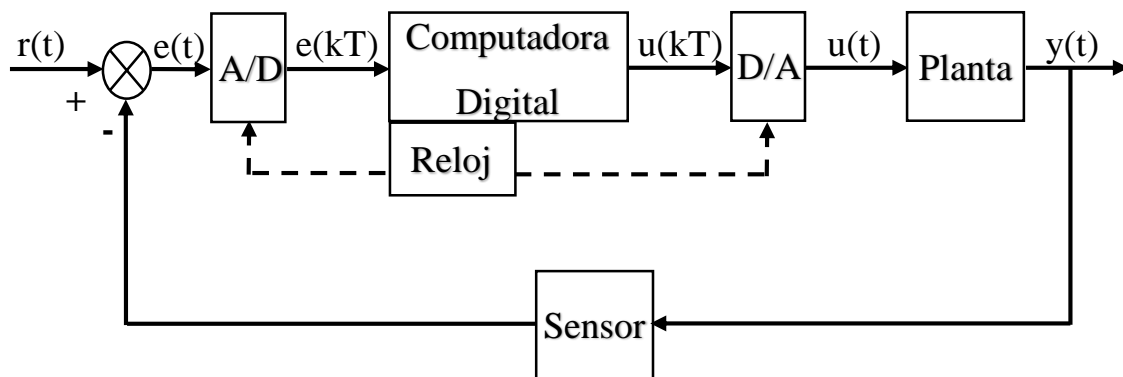 r(t)
e(t)
A/D
e(kT)
Computadora
Digital
u(kT)
D/A
u(t)
Planta
y(t)
+
-
Reloj
Sensor